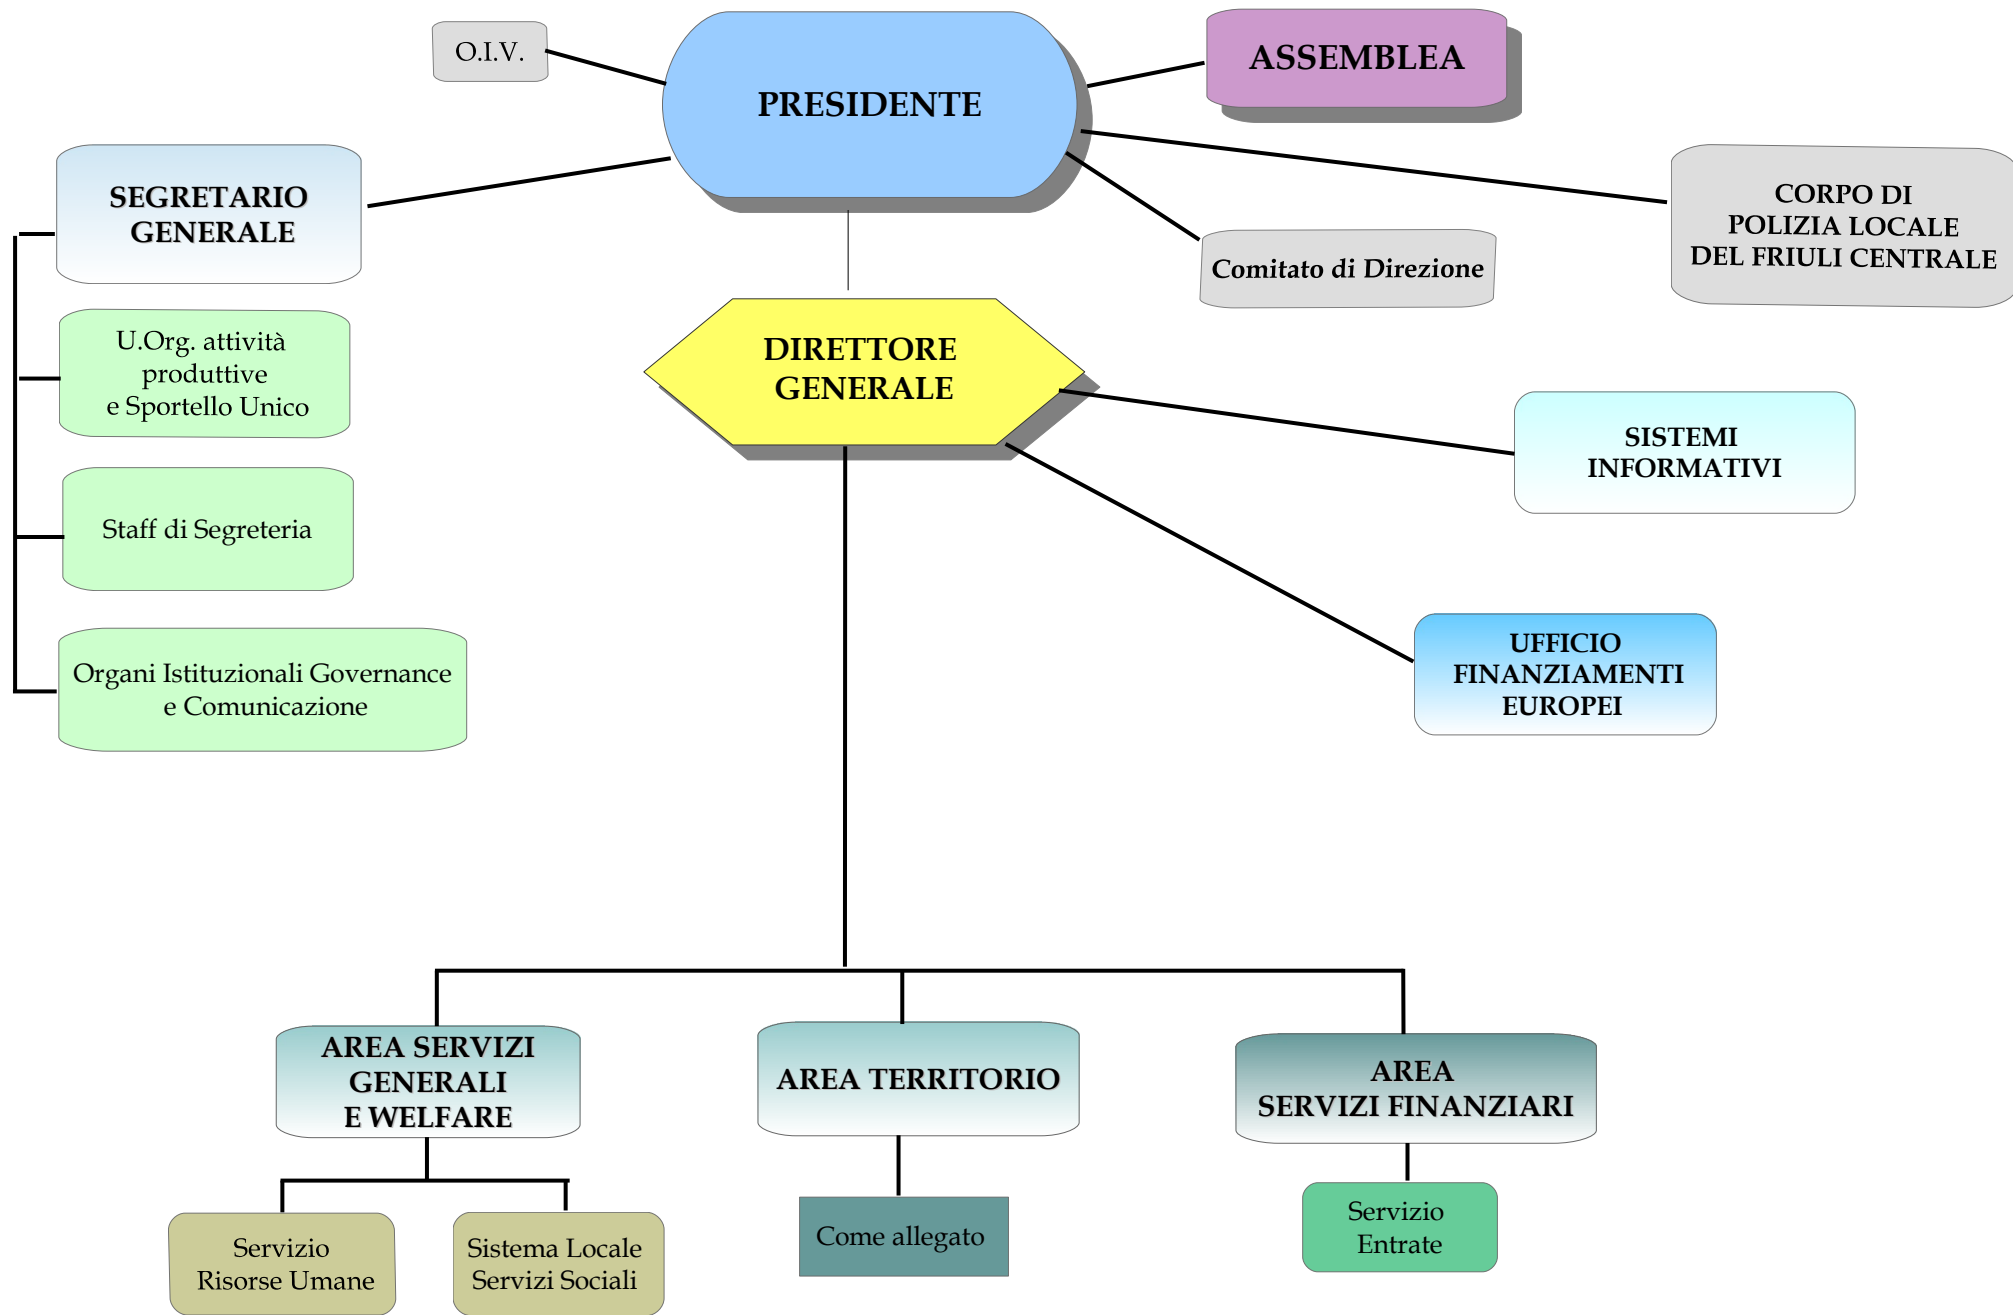 O.I.V.
PRESIDENTE
ASSEMBLEA
SEGRETARIO
GENERALE
CORPO DI
POLIZIA LOCALE
DEL FRIULI CENTRALE
Comitato di Direzione
U.Org. attività
produttive
e Sportello Unico
DIRETTORE
GENERALE
SISTEMI
INFORMATIVI
Staff di Segreteria
Organi Istituzionali Governance
e Comunicazione
UFFICIO
FINANZIAMENTI
EUROPEI
AREA SERVIZI
GENERALI
E WELFARE
AREA TERRITORIO
AREA
SERVIZI FINANZIARI
Servizio
Risorse Umane
Sistema Locale
Servizi Sociali
Come allegato
Servizio
Entrate